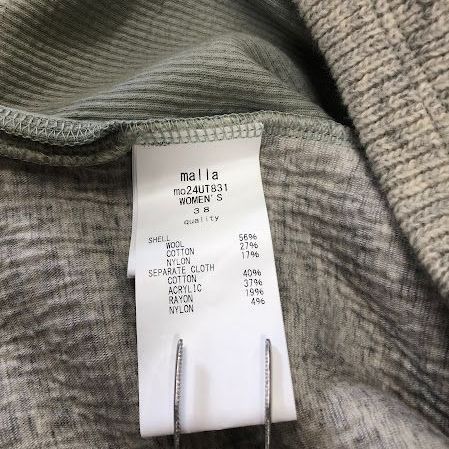 malla
mo24UT831
WOMEN'S
38
quality
SHELL
WOOL 56%
COTTON 27%
NYLON 17%
SEPARATE CLOTH
COTTON 40%
ACRYLIC 37%
RAYON 19%
NYLON 4%